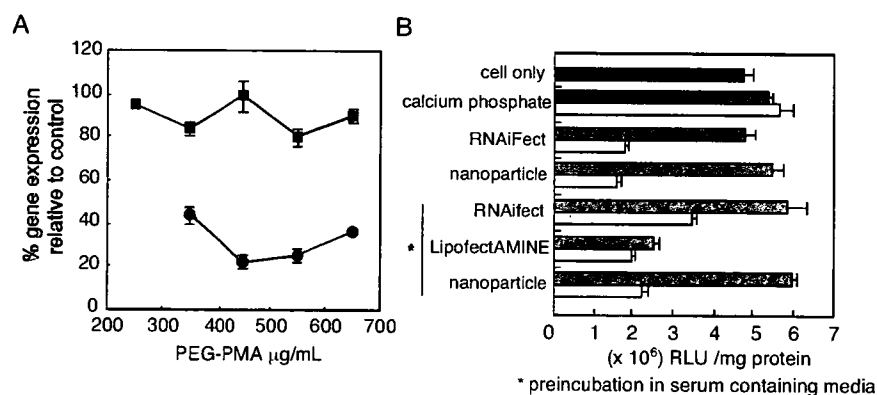 A
% gene expression
relative to control
120
100
80
60
40
20
0
200 300 400 500 600 700
PEG-PMA μg/mL
B
cell only
calcium phosphate
RNAiFect
nanoparticle
RNAifect
* LipofectAMINE
nanoparticle
0 1 2 3 4 5 6 7
(x 10⁶) RLU /mg protein
* preincubation in serum containing media